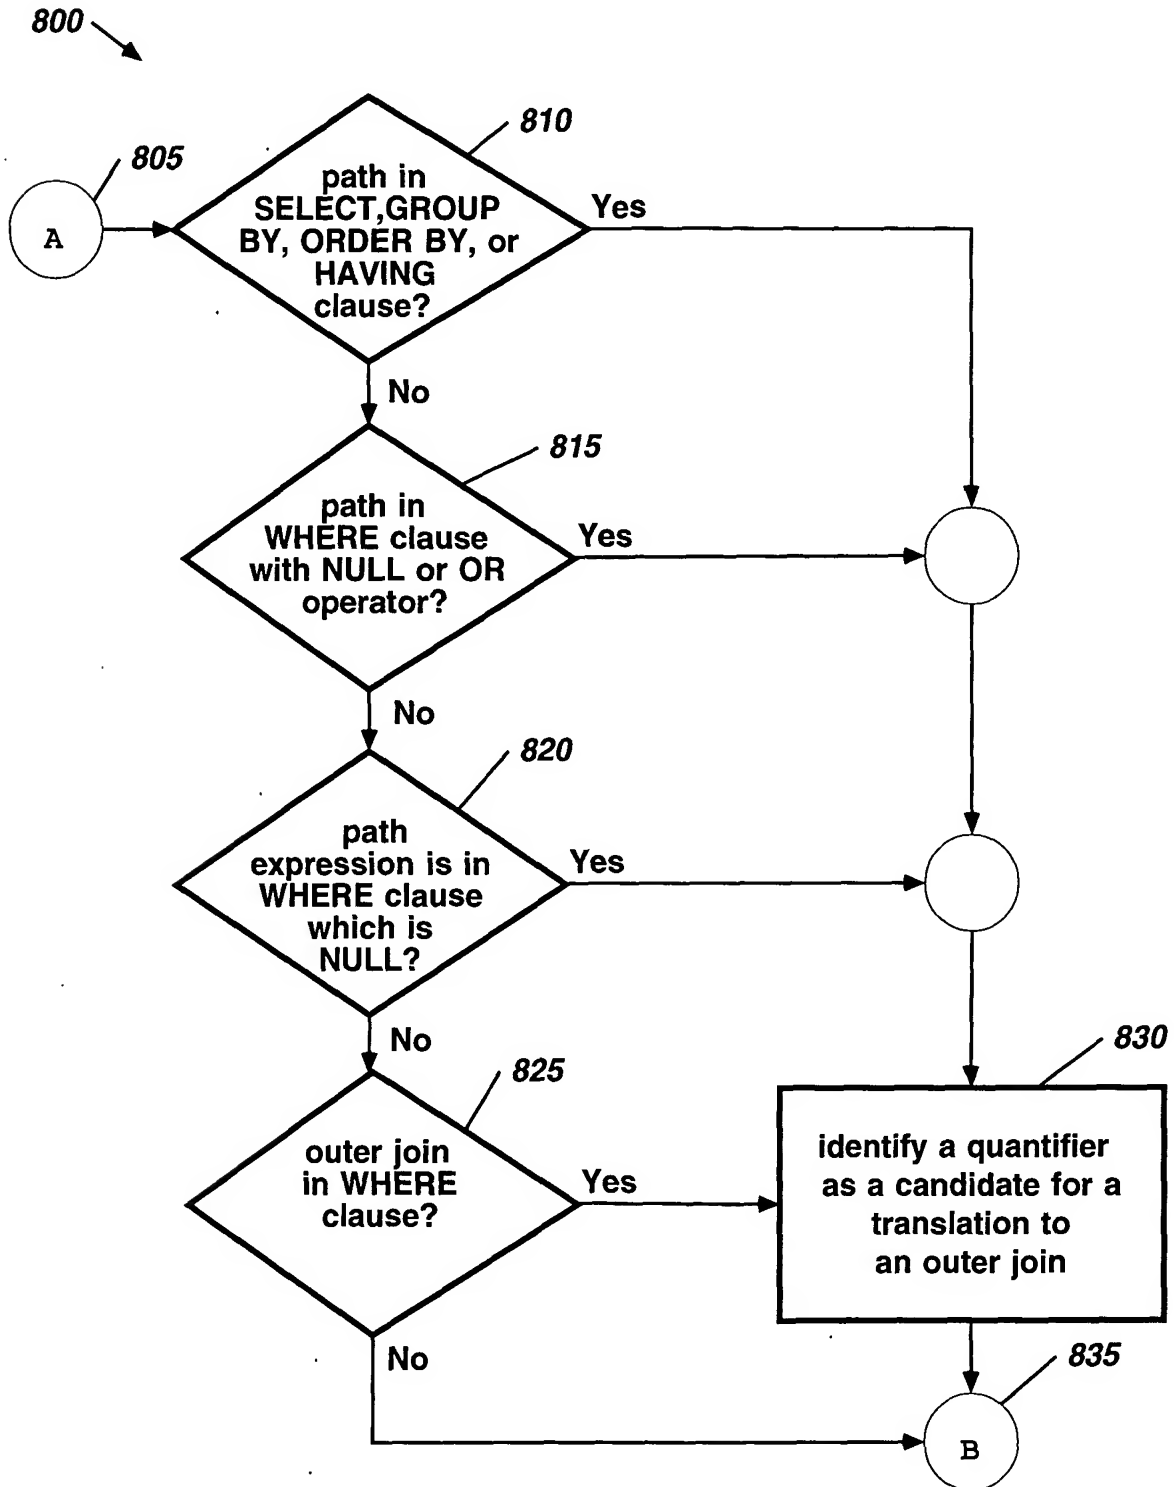 800
805
A
810
path in
SELECT,GROUP
BY, ORDER BY, or
HAVING
clause?
Yes
No
815
path in
WHERE clause
with NULL or OR
operator?
Yes
No
820
path
expression is in
WHERE clause
which is
NULL?
Yes
No
825
outer join
in WHERE
clause?
Yes
No
830
identify a quantifier
as a candidate for a
translation to
an outer join
835
B